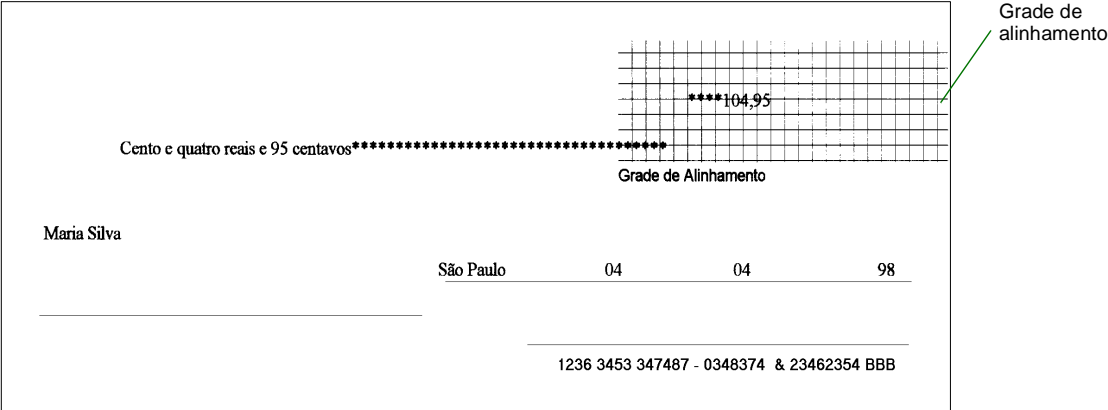 Grade de
alinhamento
****104,95
Cento e quatro reais e 95 centavos*********************************
Grade de Alinhamento
Maria Silva
São Paulo 04 04 98
1236 3453 347487 - 0348374 & 23462354 BBB